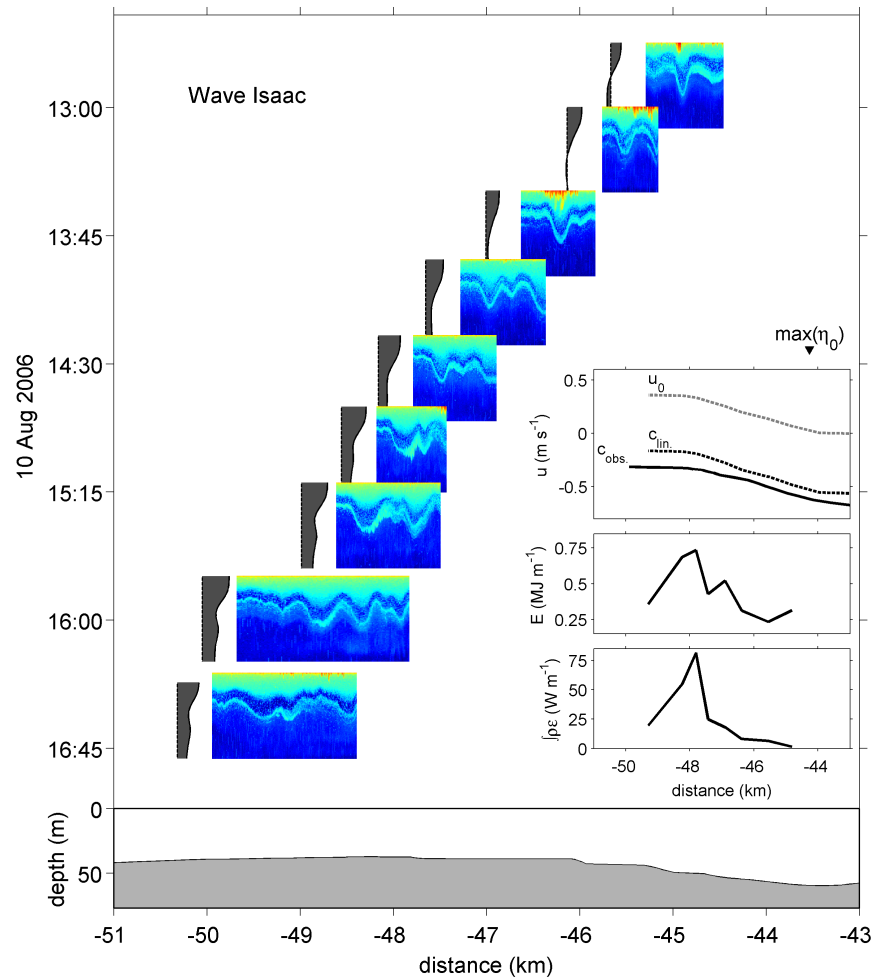 Wave Isaac
13:00
13:45
14:30
15:15
16:00
16:45
10 Aug 2006
max(η₀)
0.5
0
-0.5
u (m s⁻¹)
u₀
c_lin.
c_obs.
0.75
0.5
0.25
E (MJ m⁻¹)
75
50
25
0
∫ρε (W m⁻¹)
-50 -48 -46 -44
distance (km)
0
50
depth (m)
-51 -50 -49 -48 -47 -46 -45 -44 -43
distance (km)